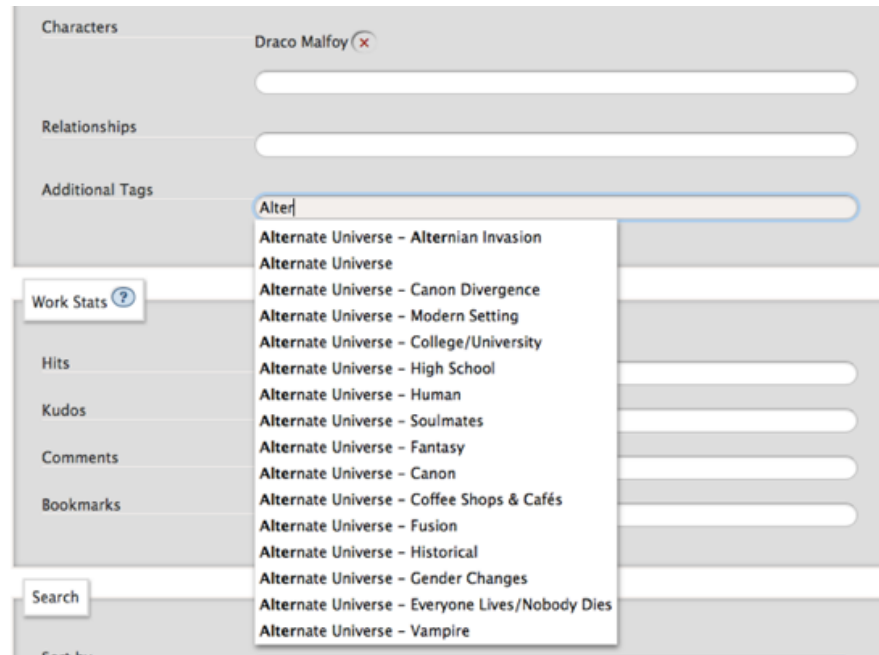 Characters
Draco Malfoy
Relationships
Additional Tags
Alter
Alternate Universe – Alternian Invasion
Alternate Universe
Alternate Universe – Canon Divergence
Alternate Universe – Modern Setting
Alternate Universe – College/University
Alternate Universe – High School
Alternate Universe – Human
Alternate Universe – Soulmates
Alternate Universe – Fantasy
Alternate Universe – Canon
Alternate Universe – Coffee Shops & Cafés
Alternate Universe – Fusion
Alternate Universe – Historical
Alternate Universe – Gender Changes
Alternate Universe – Everyone Lives/Nobody Dies
Alternate Universe – Vampire
Work Stats ?
Hits
Kudos
Comments
Bookmarks
Search